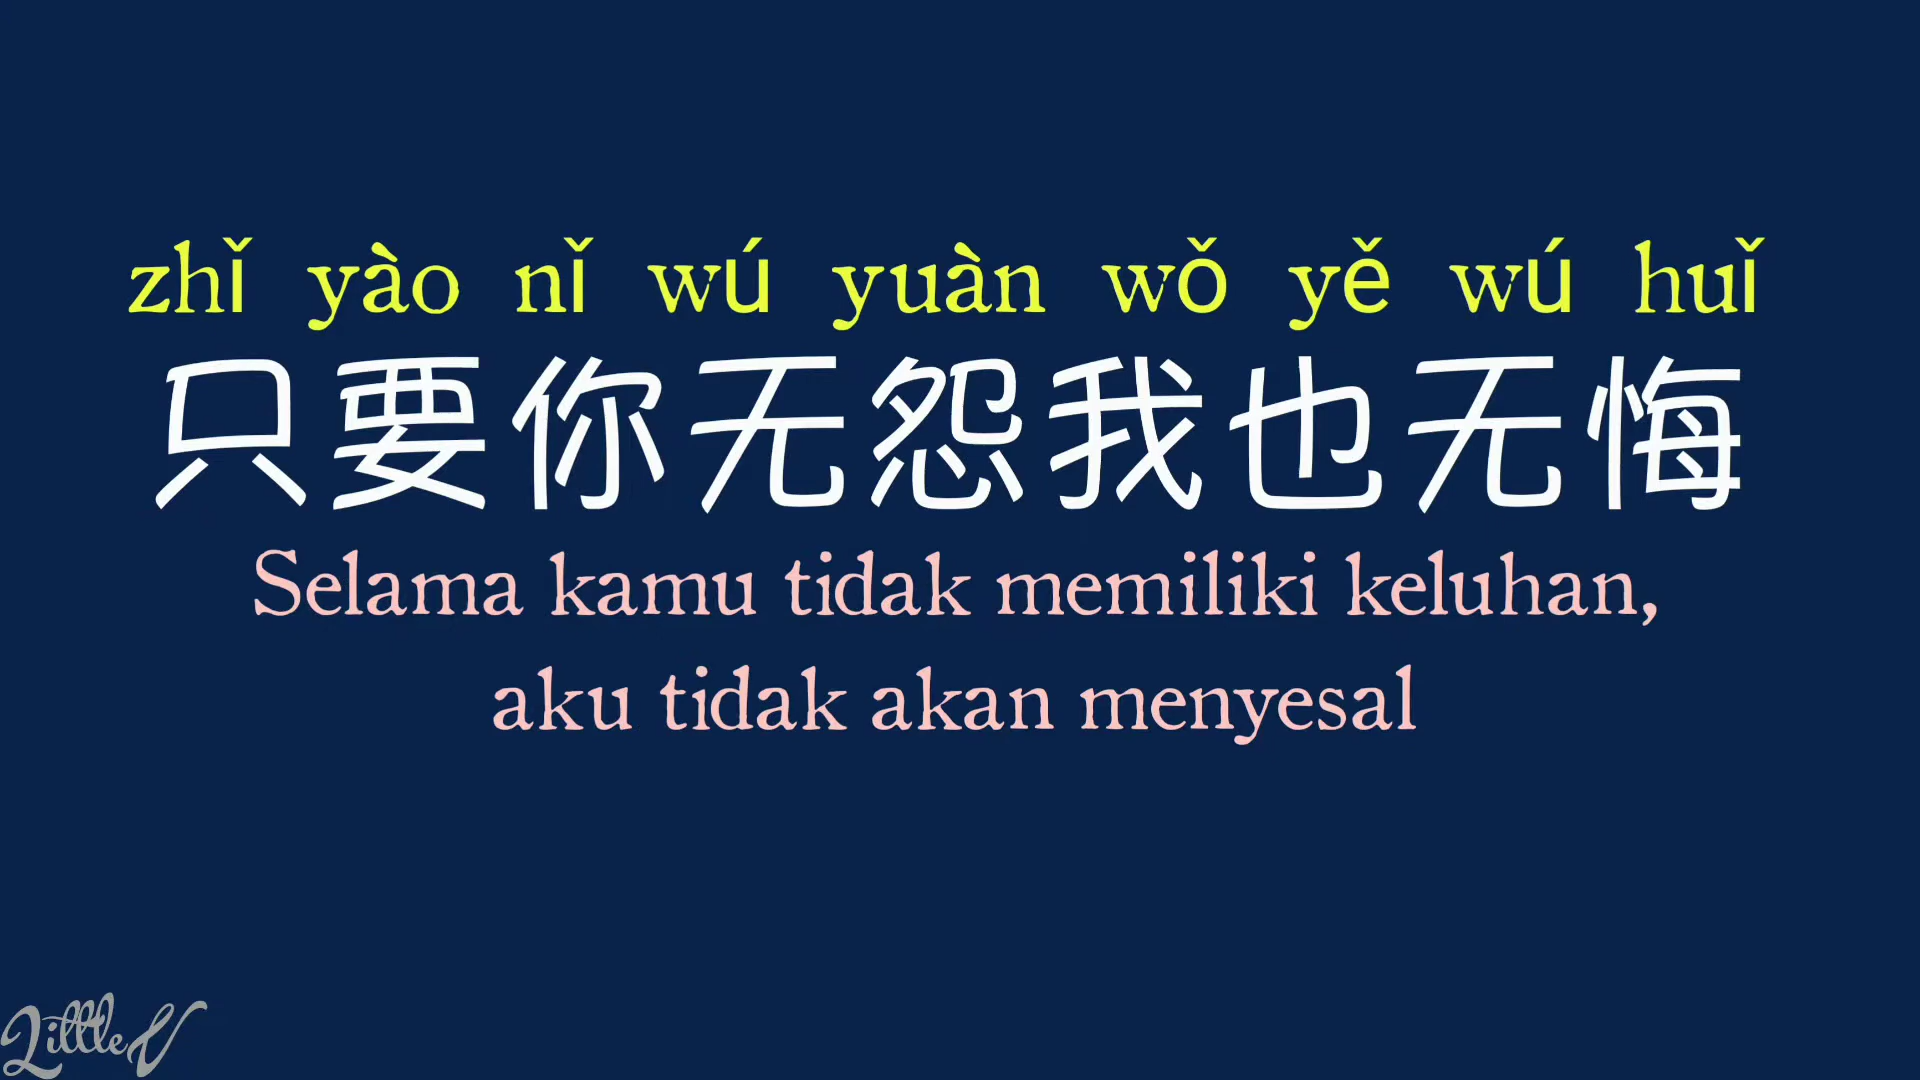 zhǐ yào nǐ wú yuàn wǒ yě wú huǐ
只要你无怨我也无悔
Selama kamu tidak memiliki keluhan,
aku tidak akan menyesal
LittleV